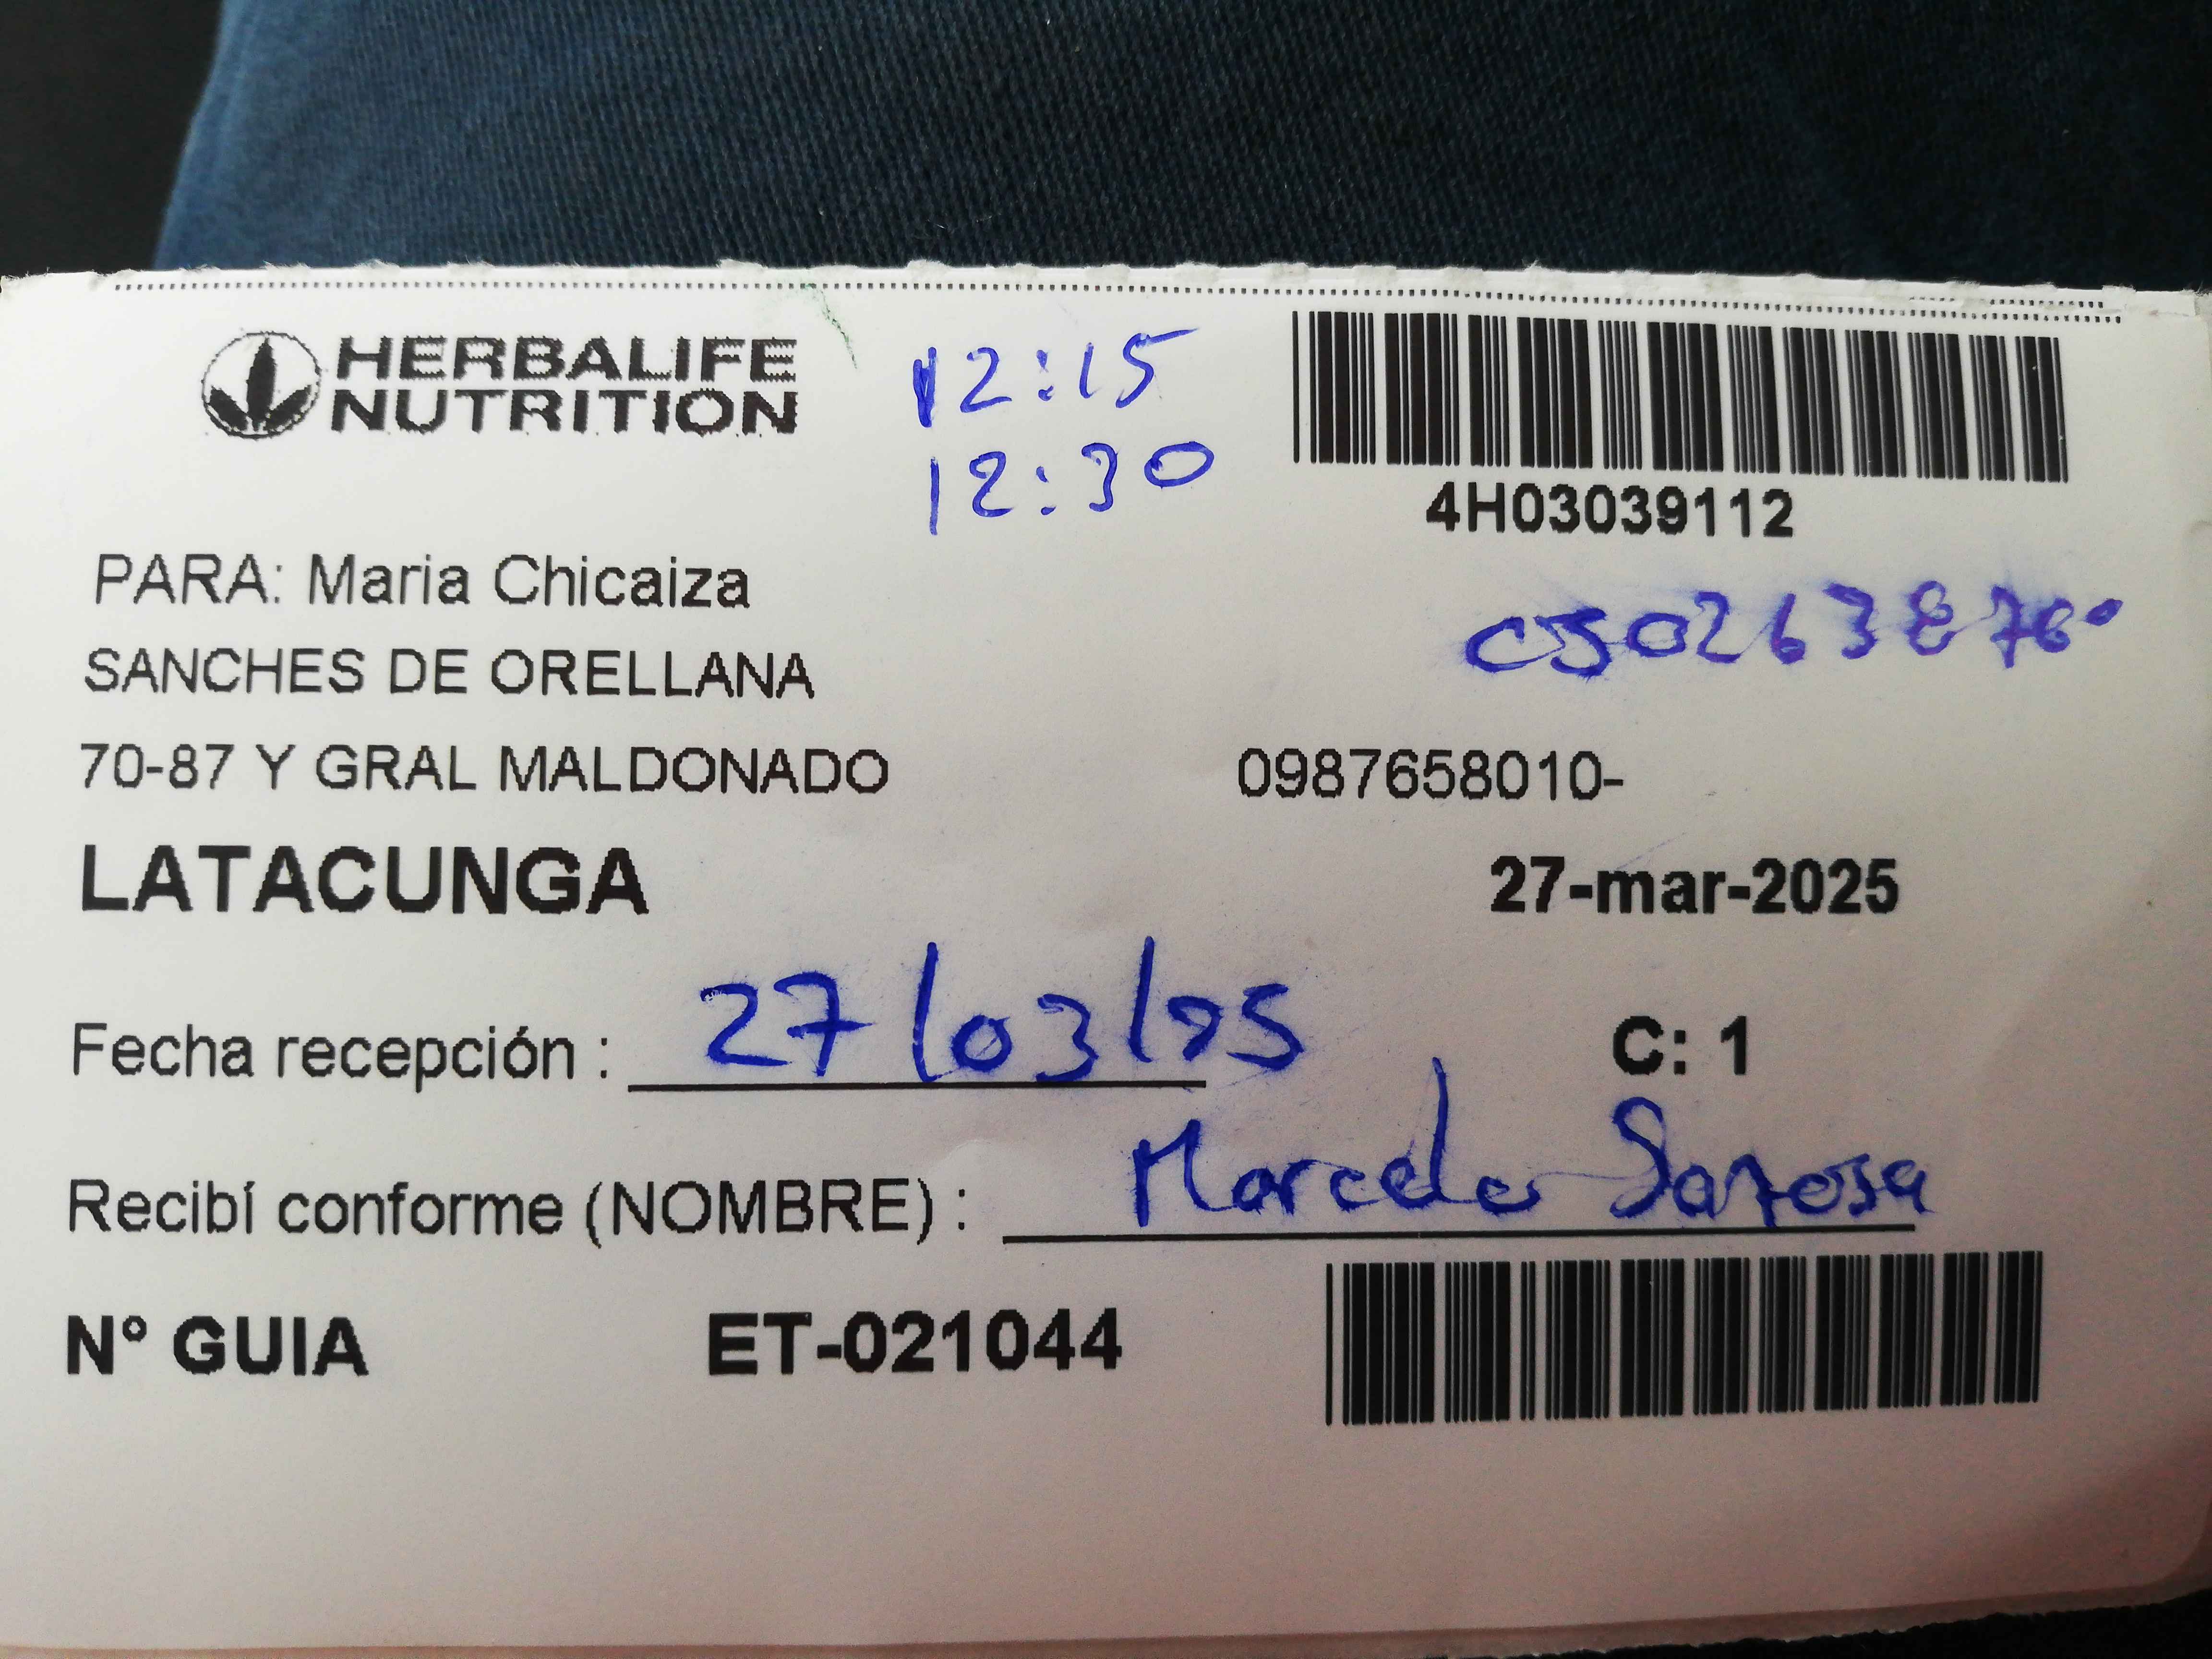 HERBALIFE
NUTRITION
12:15
12:30
4H03039112
PARA: Maria Chicaiza
SANCHES DE ORELLANA
70-87 Y GRAL MALDONADO
0987658010-
LATACUNGA
27-mar-2025
Fecha recepción : 27/03/25
C: 1
Recibí conforme (NOMBRE) : Marcelo
N° GUIA ET-021044